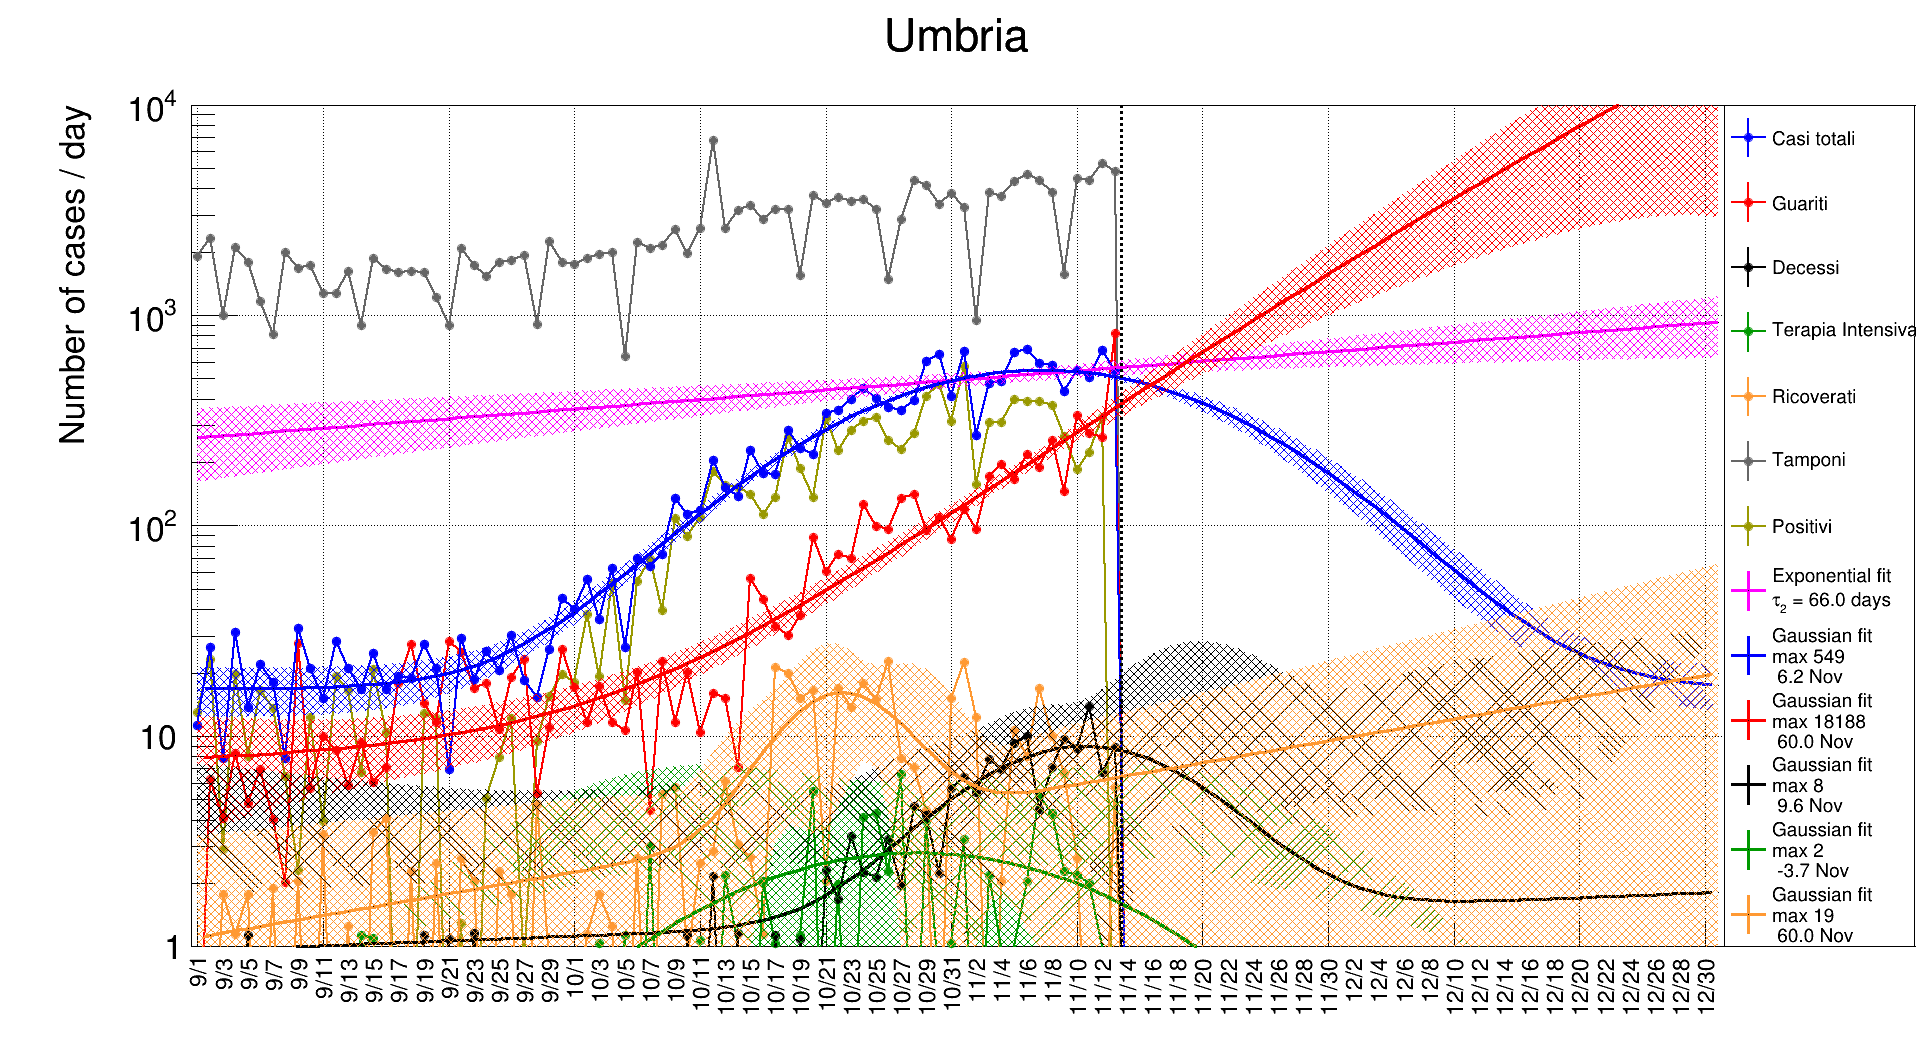 Umbria
Number of cases / day
10^4
10^3
10^2
10
1
9/1
9/3
9/5
9/7
9/9
9/11
9/13
9/15
9/17
9/19
9/21
9/23
9/25
9/27
9/29
10/1
10/3
10/5
10/7
10/9
10/11
10/13
10/15
10/17
10/19
10/21
10/23
10/25
10/27
10/29
10/31
11/2
11/4
11/6
11/8
11/10
11/12
11/14
11/16
11/18
11/20
11/22
11/24
11/26
11/28
11/30
12/2
12/4
12/6
12/8
12/10
12/12
12/14
12/16
12/18
12/20
12/22
12/24
12/26
12/28
12/30
Casi totali
Guariti
Decessi
Terapia Intensiva
Ricoverati
Tamponi
Positivi
Exponential fit
τ2 = 66.0 days
Gaussian fit
max 549
6.2 Nov
Gaussian fit
max 18188
60.0 Nov
Gaussian fit
max 8
9.6 Nov
Gaussian fit
max 2
-3.7 Nov
Gaussian fit
max 19
60.0 Nov